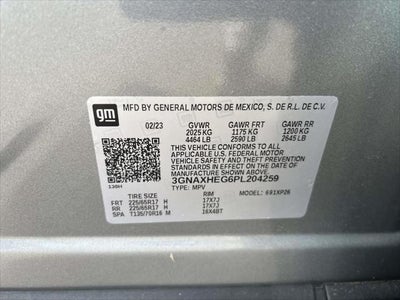 gm MFD BY GENERAL MOTORS DE MEXICO, S. DE R.L. DE C.V.
02/23 GVWR GAWR FRT GAWR RR
2025 KG 1175 KG 1200 KG
4464 LB 2590 LB 2645 LB
THIS VEHICLE CONFORMS TO ALL APPLICABLE
U.S. FEDERAL MOTOR VEHICLE
SAFETY AND THEFT PREVENTION STANDARDS
IN EFFECT ON THE DATE OF MANUFACTURE SHOWN ABOVE.
3GNAXHEG6PL204259
TYPE: MPV MODEL: 691XP26
TIRE SIZE RIM
FRT 225/65R17 H 17X7J
RR 225/65R17 H 17X7J
SPA T135/70R16 M 16X4BT